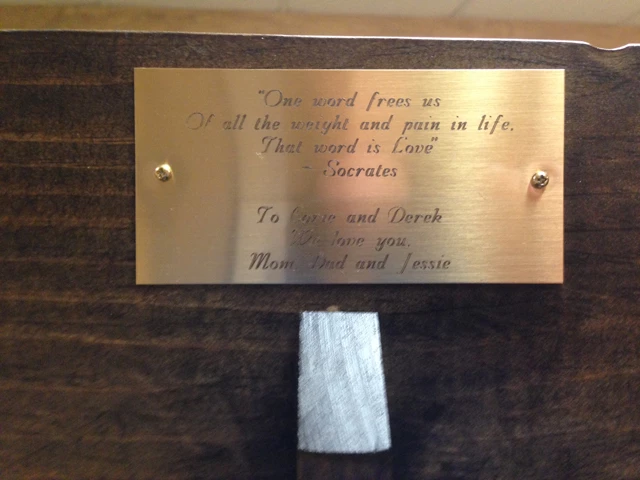 "One word frees us
Of all the weight and pain in life.
That word is Love"
~ Socrates
To and Derek
We love you,
Mom, Dad and Jessie